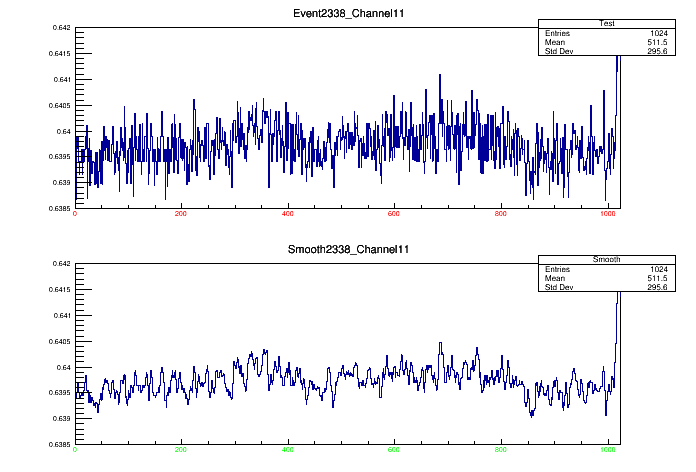 Event2338_Channel11
Test
Entries 1024
Mean 511.5
Std Dev 295.6
0.642
0.6415
0.641
0.6405
0.64
0.6395
0.639
0.6385
0 200 400 600 800 1000
Smooth2338_Channel11
Smooth
Entries 1024
Mean 511.5
Std Dev 295.6
0.642
0.6415
0.641
0.6405
0.64
0.6395
0.639
0.6385
0 200 400 600 800 1000